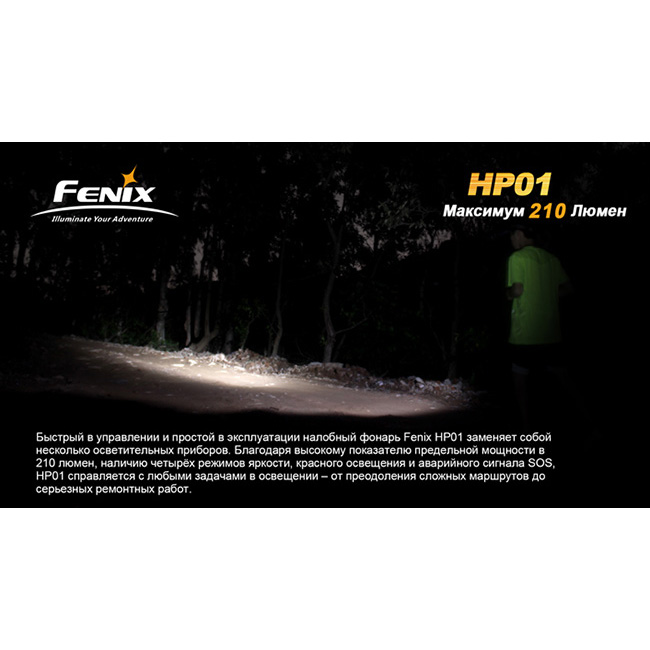 FENIX
Illuminate Your Adventure
HP01
Максимум 210 Люмен
Быстрый в управлении и простой в эксплуатации налобный фонарь Fenix HP01 заменяет собой
несколько осветительных приборов. Благодаря высокому показателю предельной мощности в
210 люмен, наличию четырёх режимов яркости, красного освещения и аварийного сигнала SOS,
HP01 справляется с любыми задачами в освещении – от преодоления сложных маршрутов до
серьезных ремонтных работ.